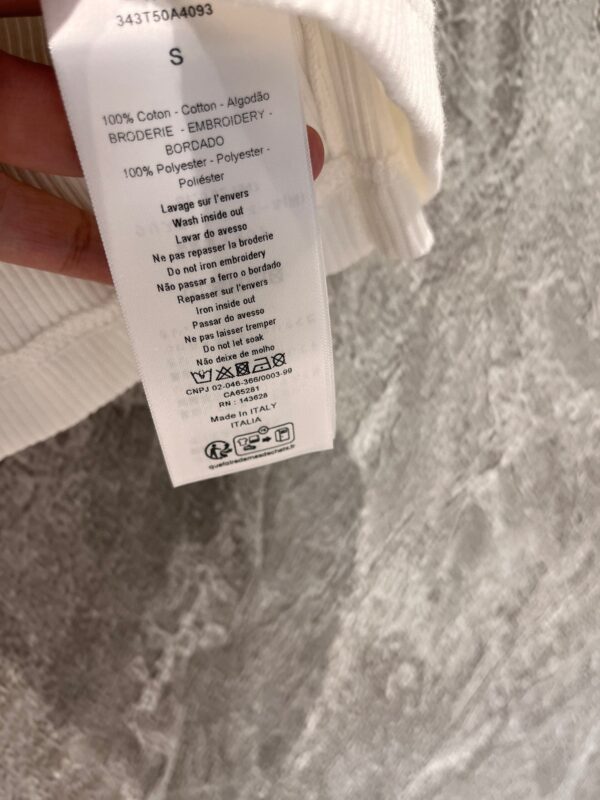 343T50A4093
S
100% Coton - Cotton - Algodão
BRODERIE - EMBROIDERY -
BORDADO
100% Polyester - Polyester -
Poliéster
Lavage sur l'envers
Wash inside out
Lavar do avesso
Ne pas repasser la broderie
Do not iron embroidery
Não passar a ferro o bordado
Repasser sur l'envers
Iron inside out
Passar do avesso
Ne pas laisser tremper
Do not let soak
Não deixe de molho
CNPJ 02-046-366/0003-99
CA65281
RN : 143628
Made in ITALY
ITALIA
quefairedemesdechets.fr